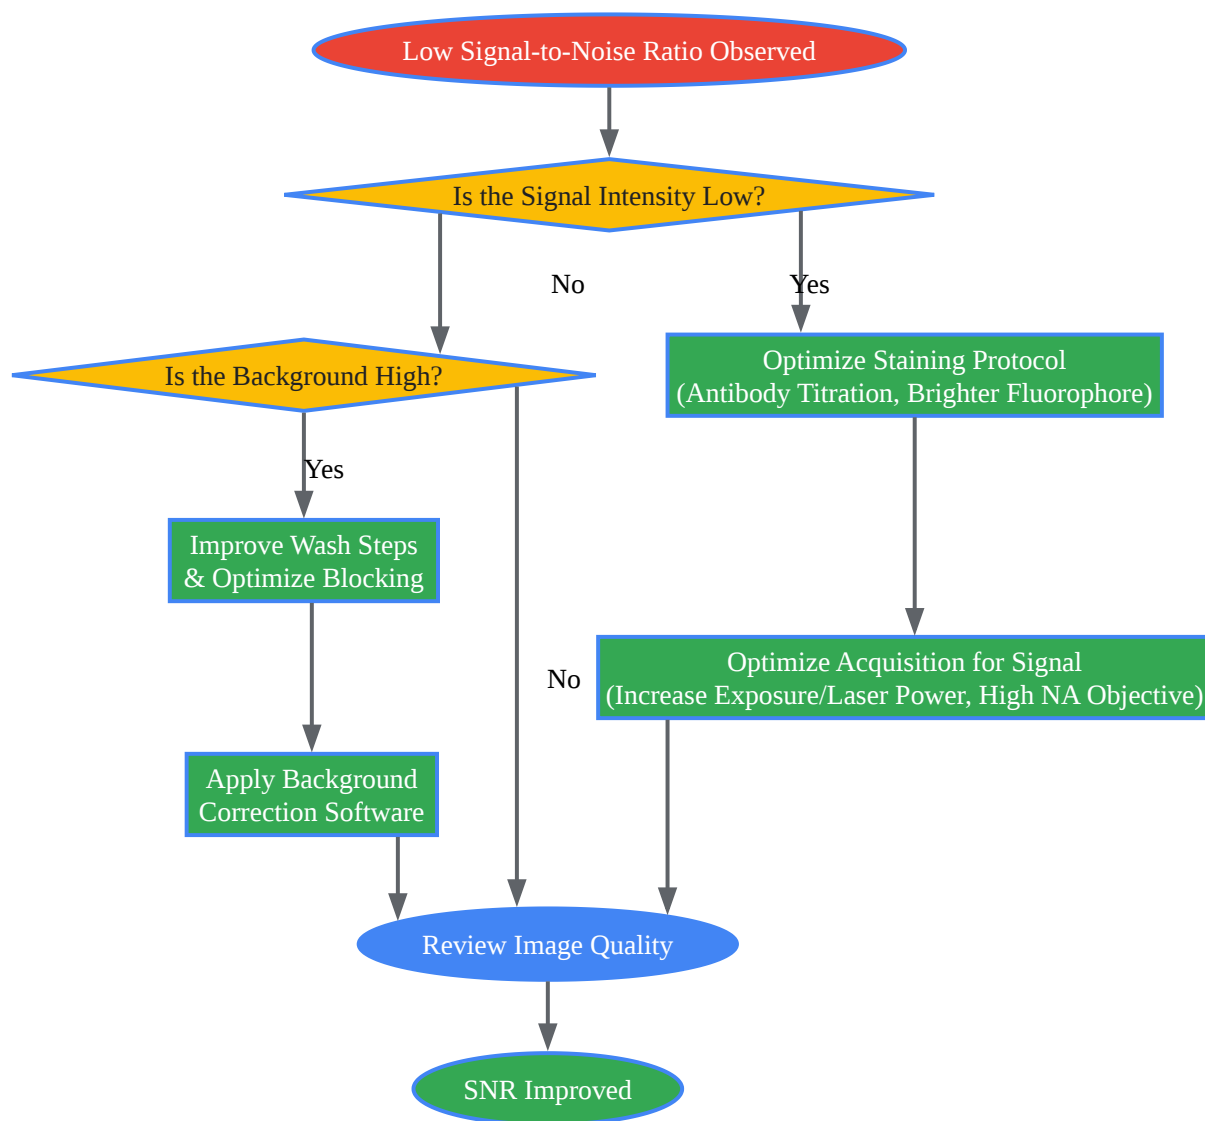 Low Signal-to-Noise Ratio Observed
Is the Signal Intensity Low?
No
Yes
Is the Background High?
Optimize Staining Protocol
(Antibody Titration, Brighter Fluorophore)
Yes
Improve Wash Steps
& Optimize Blocking
No
Optimize Acquisition for Signal
(Increase Exposure/Laser Power, High NA Objective)
Apply Background
Correction Software
Review Image Quality
SNR Improved